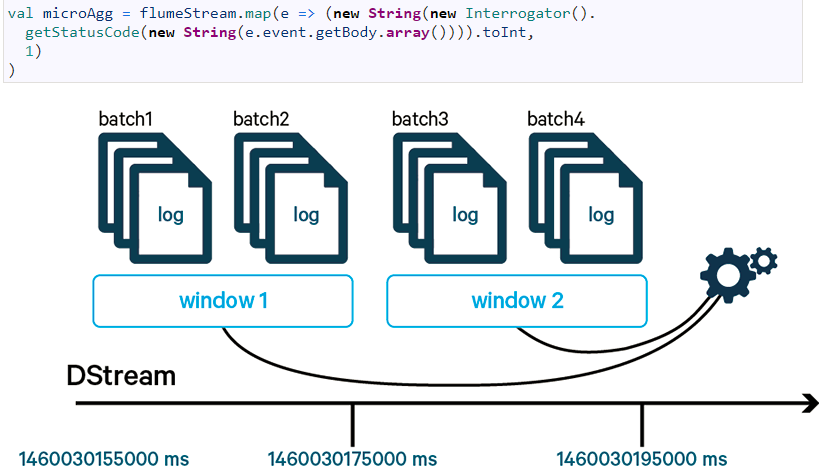 val microAgg = flumeStream.map(e => (new String(new Interrogator().
getStatusCode(new String(e.event.getBody.array()))).toInt,
1)
)
batch1 batch2 batch3 batch4
log log log log
window 1 window 2
DStream
1460030155000 ms 1460030175000 ms 1460030195000 ms